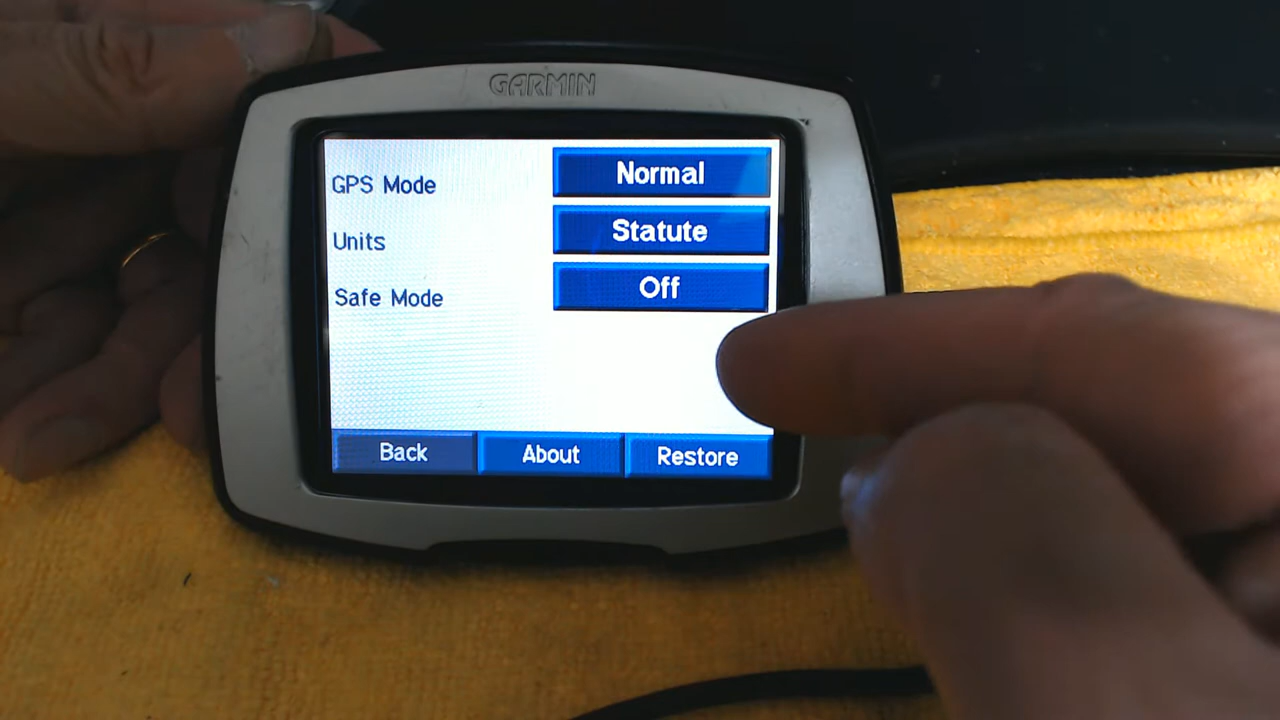 GARMIN
GPS Mode Normal
Units Statute
Safe Mode Off
Back About Restore